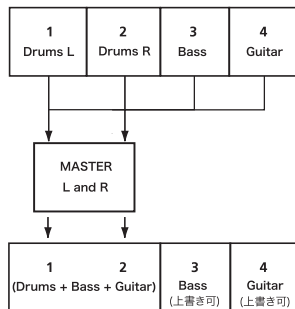 1 2 3 4
Drums L Drums R Bass Guitar
MASTER
L and R
1 2 3 4
(Drums + Bass + Guitar) Bass Guitar
(上書き可) (上書き可)